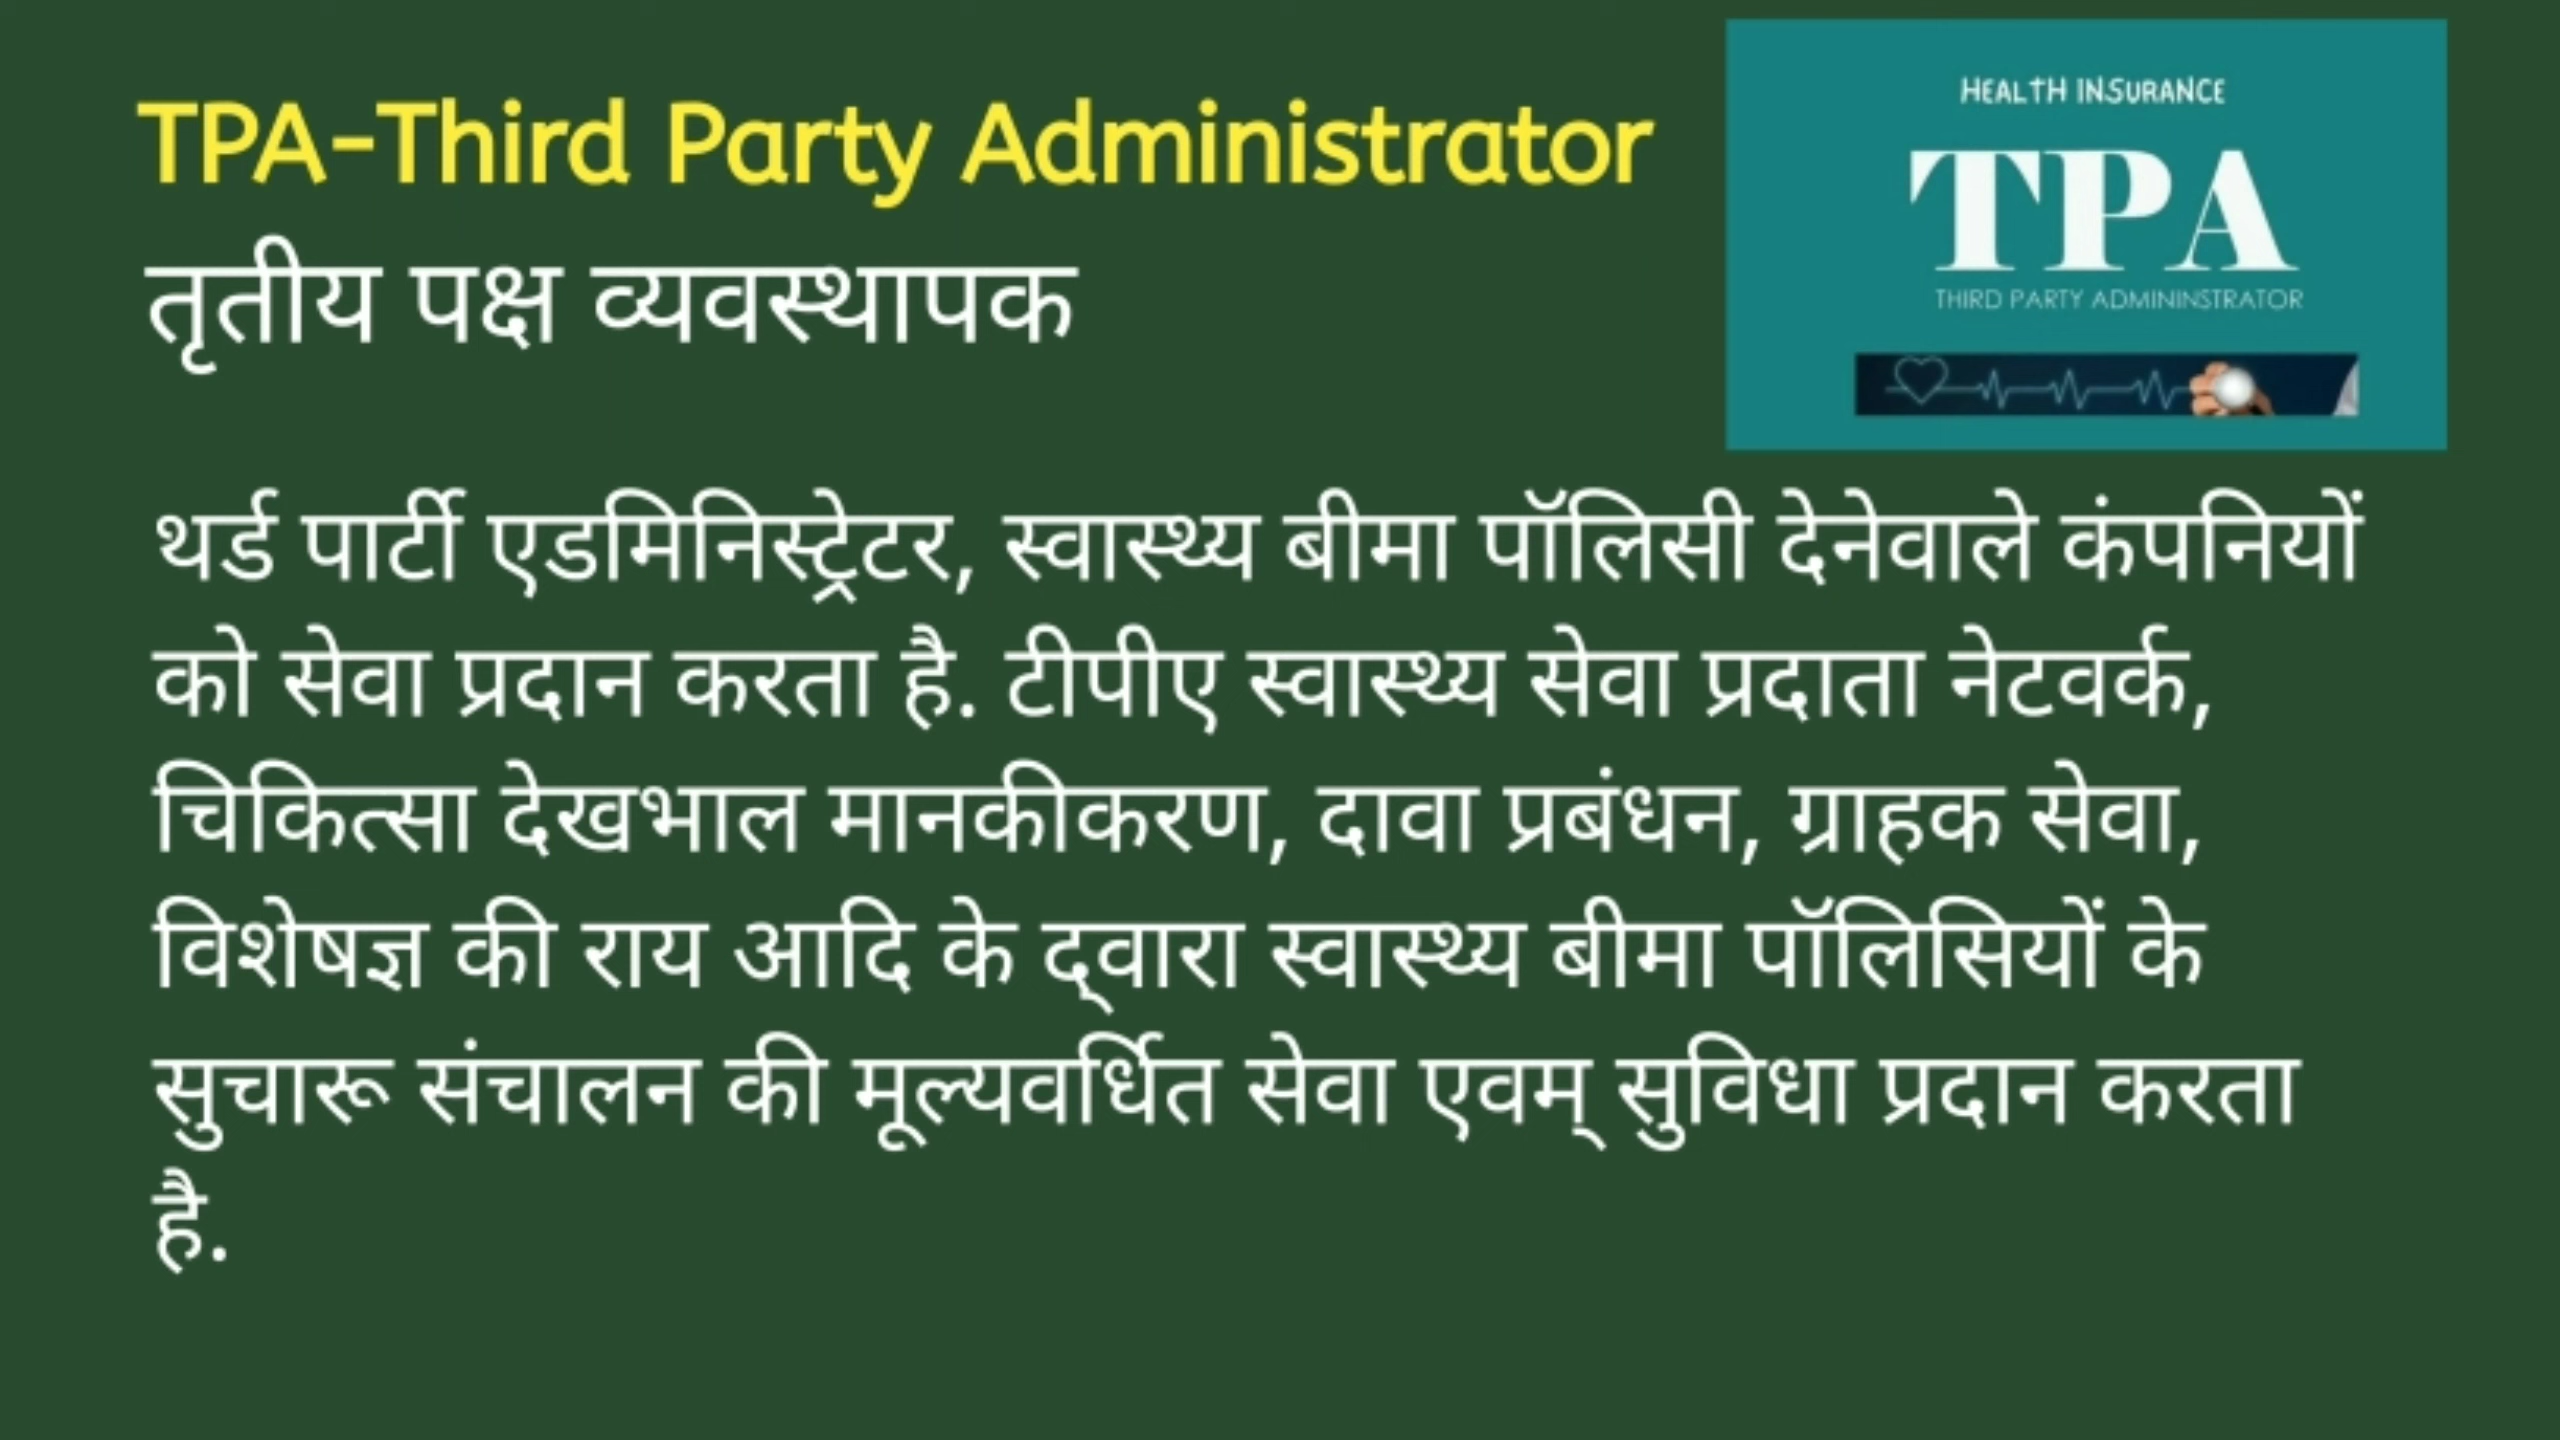 TPA-Third Party Administrator
तृतीय पक्ष व्यवस्थापक
HEALTH INSURANCE
TPA
THIRD PARTY ADMININSTRATOR
थर्ड पार्टी एडमिनिस्ट्रेटर, स्वास्थ्य बीमा पॉलिसी देनेवाले कंपनियों
को सेवा प्रदान करता है. टीपीए स्वास्थ्य सेवा प्रदाता नेटवर्क,
चिकित्सा देखभाल मानकीकरण, दावा प्रबंधन, ग्राहक सेवा,
विशेषज्ञ की राय आदि के द्वारा स्वास्थ्य बीमा पॉलिसियों के
सुचारू संचालन की मूल्यवर्धित सेवा एवम् सुविधा प्रदान करता
है.